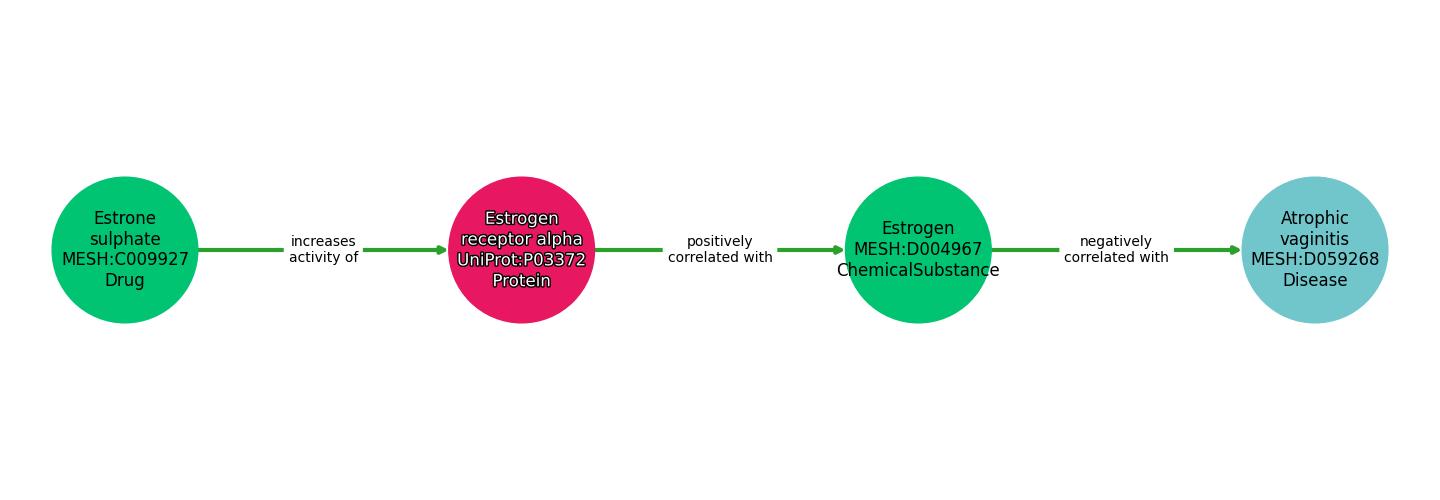 Estrone
sulphate
MESH:C009927
Drug
increases
activity of
Estrogen
receptor alpha
UniProt:P03372
Protein
positively
correlated with
Estrogen
MESH:D004967
ChemicalSubstance
negatively
correlated with
Atrophic
vaginitis
MESH:D059268
Disease